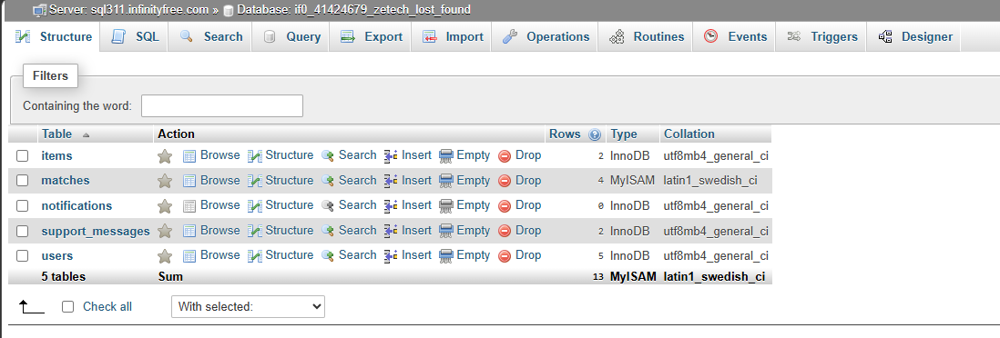 Server: sql311.infinityfree.com » Database: if0_41424679_zetech_lost_found
Structure SQL Search Query Export Import Operations Routines Events Triggers Designer
Filters
Containing the word:
Table Action Rows Type Collation
items Browse Structure Search Insert Empty Drop 2 InnoDB utf8mb4_general_ci
matches Browse Structure Search Insert Empty Drop 4 MyISAM latin1_swedish_ci
notifications Browse Structure Search Insert Empty Drop 0 InnoDB utf8mb4_general_ci
support_messages Browse Structure Search Insert Empty Drop 2 InnoDB utf8mb4_general_ci
users Browse Structure Search Insert Empty Drop 5 InnoDB utf8mb4_general_ci
5 tables Sum 13 MyISAM latin1_swedish_ci
Check all With selected: